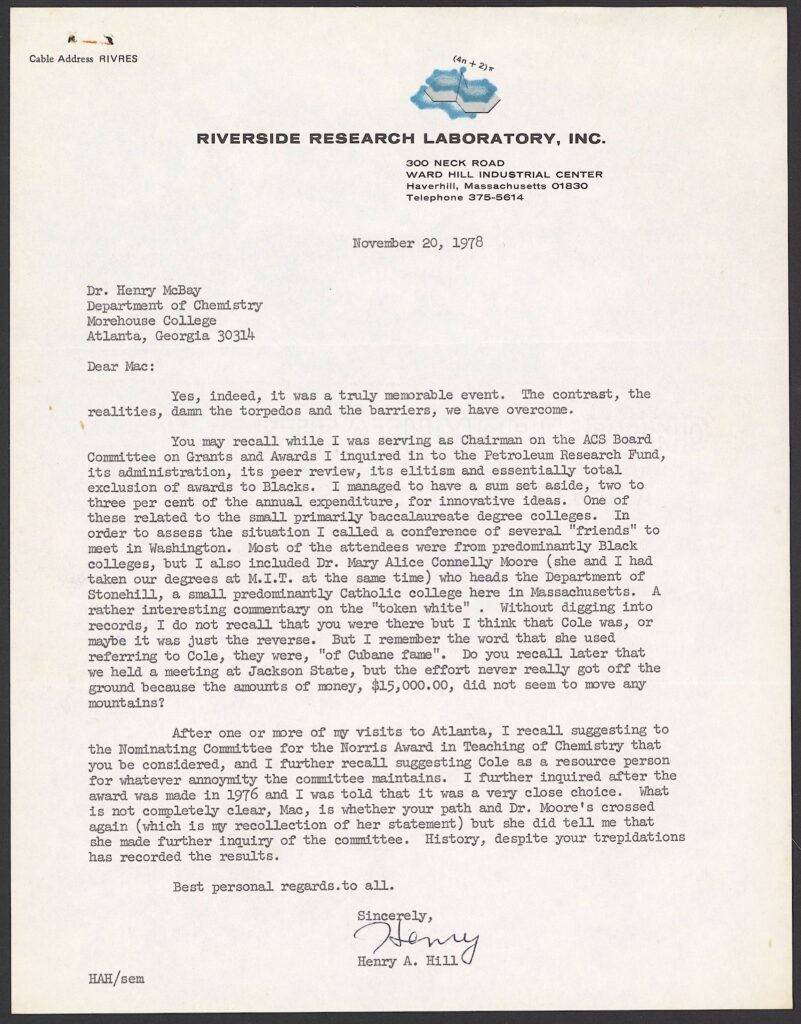 Cable Address RIVRES
(4n + 2)π
RIVERSIDE RESEARCH LABORATORY, INC.
300 NECK ROAD
WARD HILL INDUSTRIAL CENTER
Haverhill, Massachusetts 01830
Telephone 375-5614
November 20, 1978
Dr. Henry McBay
Department of Chemistry
Morehouse College
Atlanta, Georgia 30314
Dear Mac:
Yes, indeed, it was a truly memorable event. The contrast, the
realities, damn the torpedos and the barriers, we have overcome.
You may recall while I was serving as Chairman on the ACS Board
Committee on Grants and Awards I inquired in to the Petroleum Research Fund,
its administration, its peer review, its elitism and essentially total
exclusion of awards to Blacks. I managed to have a sum set aside, two to
three per cent of the annual expenditure, for innovative ideas. One of
these related to the small primarily baccalaureate degree colleges. In
order to assess the situation I called a conference of several "friends" to
meet in Washington. Most of the attendees were from predominantly Black
colleges, but I also included Dr. Mary Alice Connelly Moore (she and I had
taken our degrees at M.I.T. at the same time) who heads the Department of
Stonehill, a small predominantly Catholic college here in Massachusetts. A
rather interesting commentary on the "token white" . Without digging into
records, I do not recall that you were there but I think that Cole was, or
maybe it was just the reverse. But I remember the word that she used
referring to Cole, they were, "of Cubane fame". Do you recall later that
we held a meeting at Jackson State, but the effort never really got off the
ground because the amounts of money, $15,000.00, did not seem to move any
mountains?
After one or more of my visits to Atlanta, I recall suggesting to
the Nominating Committee for the Norris Award in Teaching of Chemistry that
you be considered, and I further recall suggesting Cole as a resource person
for whatever annoymity the committee maintains. I further inquired after the
award was made in 1976 and I was told that it was a very close choice. What
is not completely clear, Mac, is whether your path and Dr. Moore's crossed
again (which is my recollection of her statement) but she did tell me that
she made further inquiry of the committee. History, despite your trepidations
has recorded the results.
Best personal regards.to all.
Sincerely,
Henry
Henry A. Hill
HAH/sem